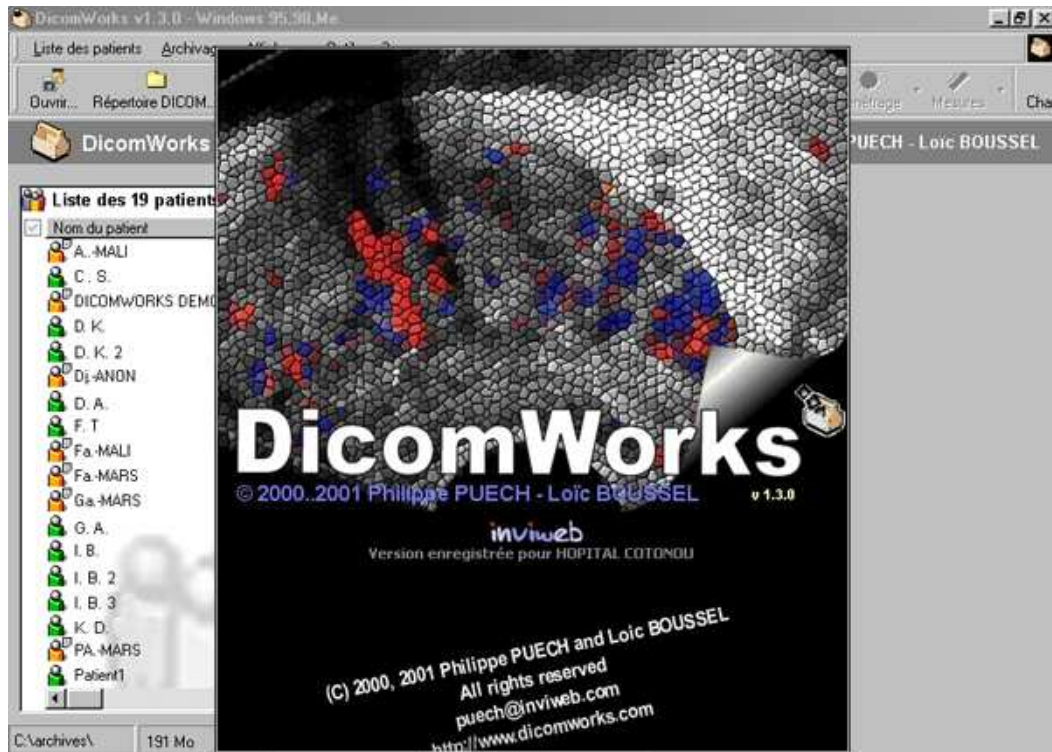 DicomWorks v1.3.0 - Windows 95,98,Me
Liste des patients
Ouvrir... Répertoire DICOM... Mesures Cha
DicomWorks PUECH - Loïc BOUSSEL
Liste des 19 patients
Nom du patient
A..-MALI
C . S.
DICOMWORKS DEMO
D. K.
D. K. 2
Dj.-ANON
D. A.
F. T
Fa.-MALI
Fa.-MARS
Ga.-MARS
G. A.
I. B.
I. B. 2
I. B. 3
K. D.
PA.-MARS
Patient1
C:\archives\ 191 Mo
DicomWorks
© 2000..2001 Philippe PUECH - Loïc BOUSSEL v 1.3.0
inviweb
Version enregistrée pour HOPITAL COTONOU
(C) 2000, 2001 Philippe PUECH and Loic BOUSSEL
All rights reserved
puech@inviweb.com
http://www.dicomworks.com